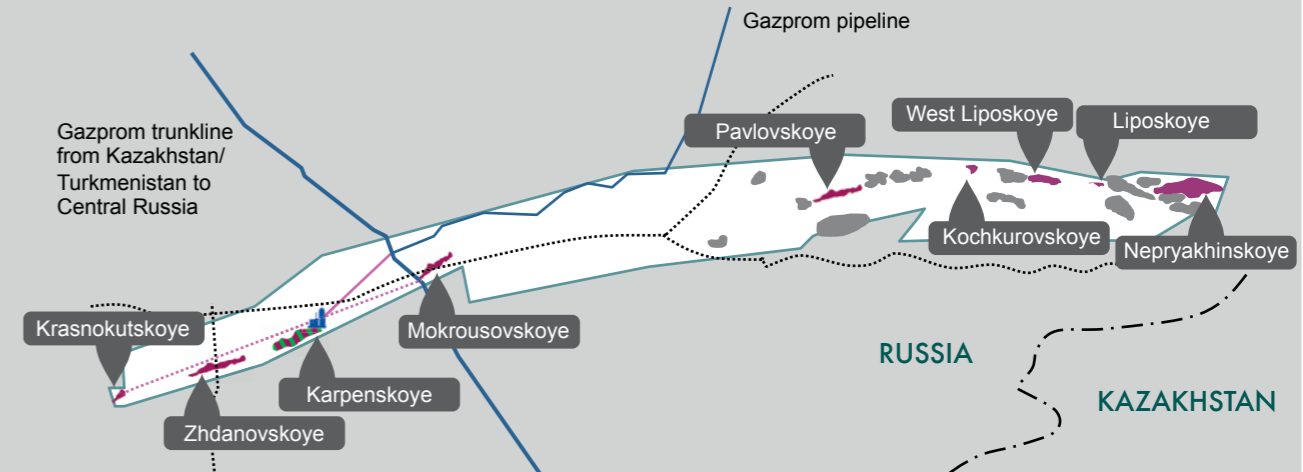 Gazprom pipeline
Gazprom trunkline
from Kazakhstan/
Turkmenistan to
Central Russia
Pavlovskoye
West Liposkoye
Liposkoye
Kochkurovskoye
Nepryakhinskoye
Krasnokutskoye
Mokrousovskoye
Karpenskoye
Zhdanovskoye
RUSSIA
KAZAKHSTAN